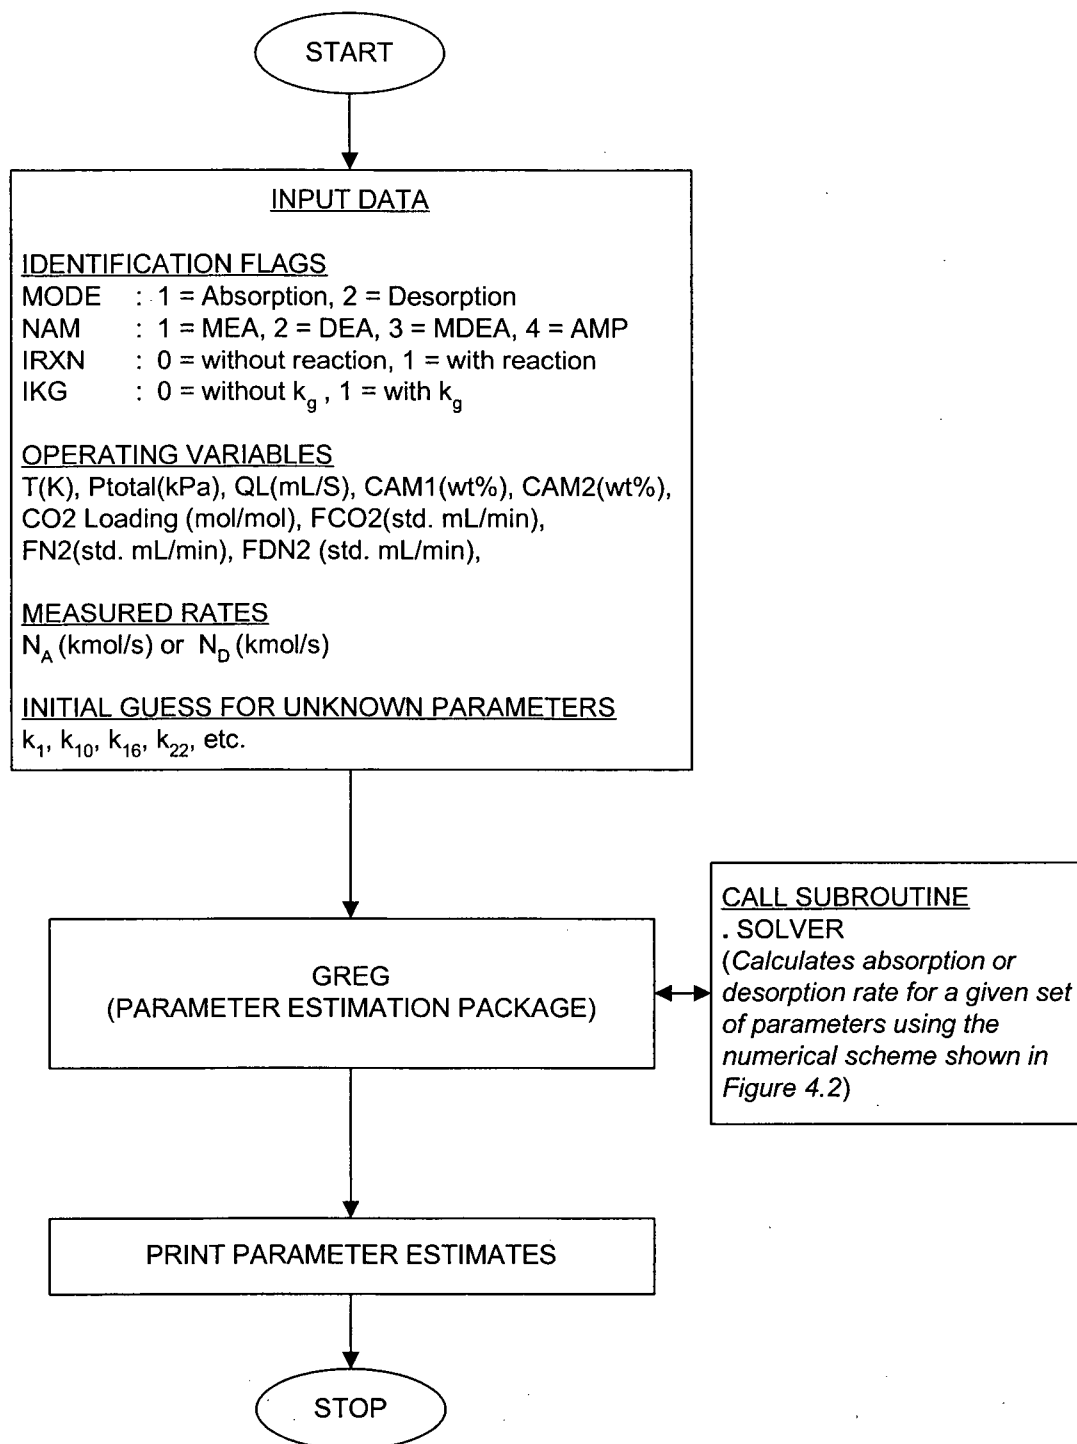 START
INPUT DATA
IDENTIFICATION FLAGS
MODE : 1 = Absorption, 2 = Desorption
NAM : 1 = MEA, 2 = DEA, 3 = MDEA, 4 = AMP
IRXN : 0 = without reaction, 1 = with reaction
IKG : 0 = without kg , 1 = with kg
OPERATING VARIABLES
T(K), Ptotal(kPa), QL(mL/S), CAM1(wt%), CAM2(wt%),
CO2 Loading (mol/mol), FCO2(std. mL/min),
FN2(std. mL/min), FDN2 (std. mL/min),
MEASURED RATES
NA (kmol/s) or ND (kmol/s)
INITIAL GUESS FOR UNKNOWN PARAMETERS
k1, k10, k16, k22, etc.
GREG
(PARAMETER ESTIMATION PACKAGE)
CALL SUBROUTINE
. SOLVER
(Calculates absorption or
desorption rate for a given set
of parameters using the
numerical scheme shown in
Figure 4.2)
PRINT PARAMETER ESTIMATES
STOP